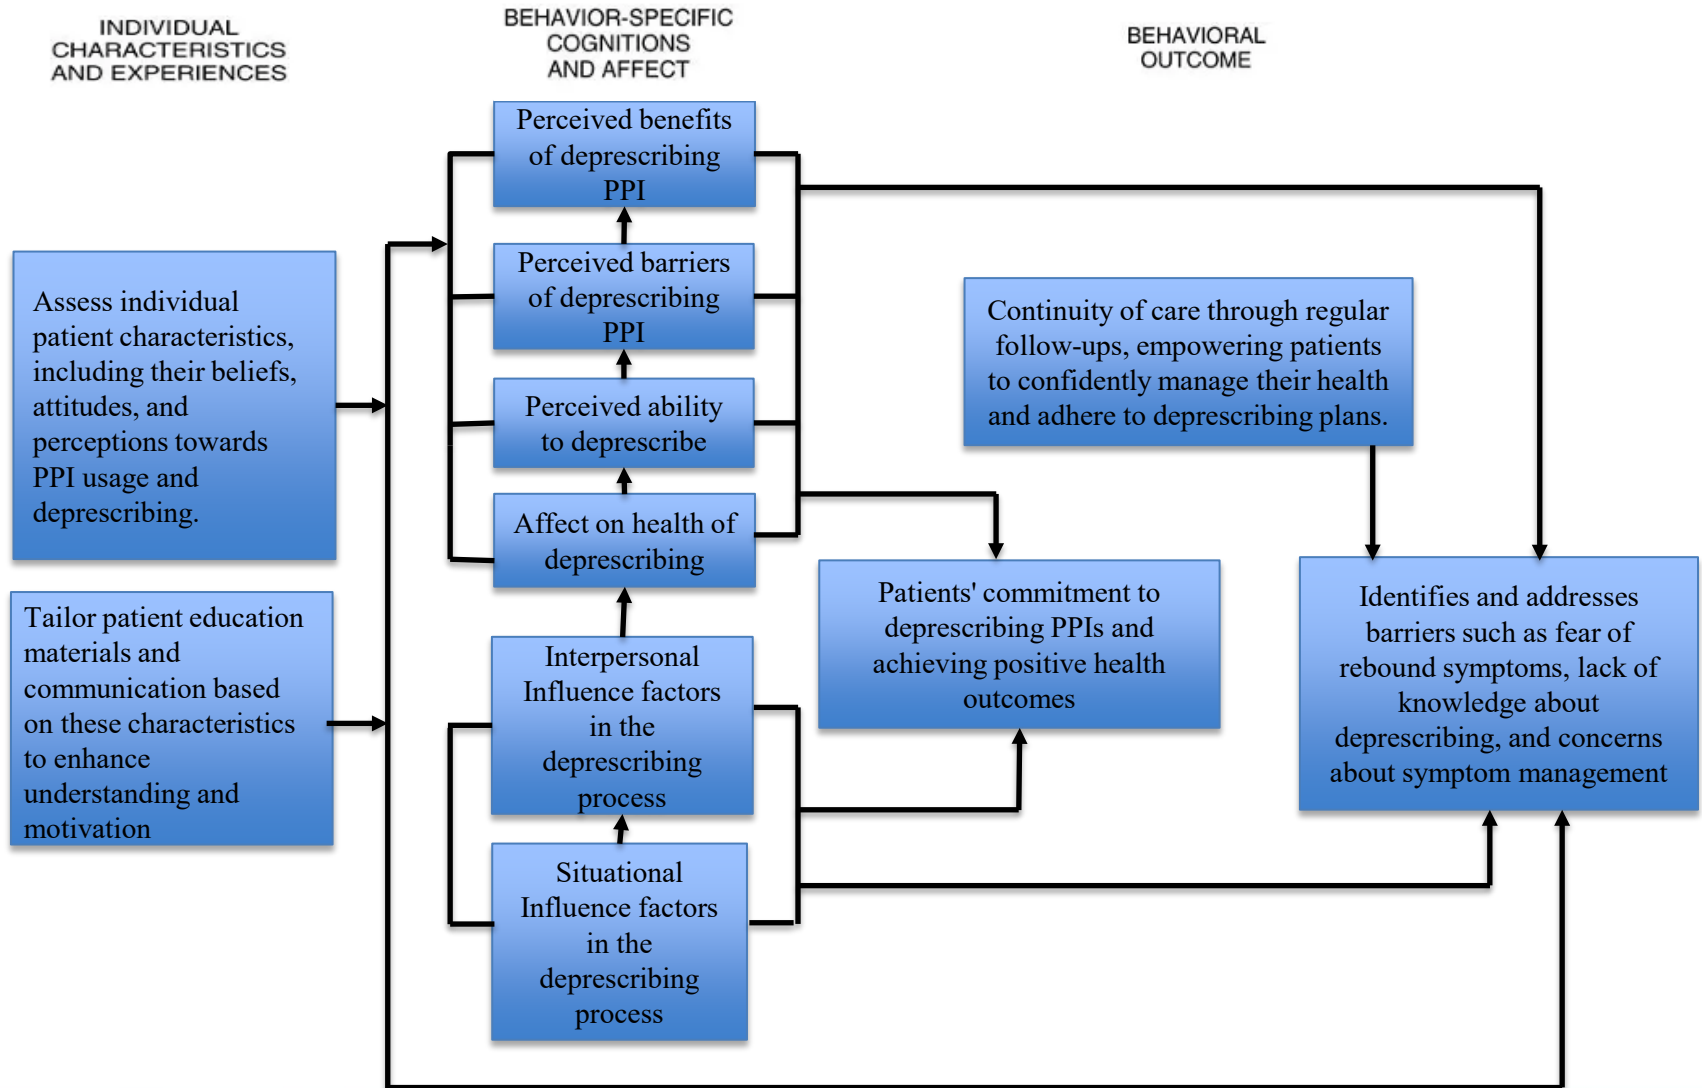 INDIVIDUAL
CHARACTERISTICS
AND EXPERIENCES
BEHAVIOR-SPECIFIC
COGNITIONS
AND AFFECT
BEHAVIORAL
OUTCOME
Assess individual
patient characteristics,
including their beliefs,
attitudes, and
perceptions towards
PPI usage and
deprescribing.
Tailor patient education
materials and
communication based
on these characteristics
to enhance
understanding and
motivation
Perceived benefits
of deprescribing
PPI
Perceived barriers
of deprescribing
PPI
Perceived ability
to deprescribe
Affect on health of
deprescribing
Interpersonal
Influence factors
in the
deprescribing
process
Situational
Influence factors
in the
deprescribing
process
Continuity of care through regular
follow-ups, empowering patients
to confidently manage their health
and adhere to deprescribing plans.
Patients' commitment to
deprescribing PPIs and
achieving positive health
outcomes
Identifies and addresses
barriers such as fear of
rebound symptoms, lack of
knowledge about
deprescribing, and concerns
about symptom management